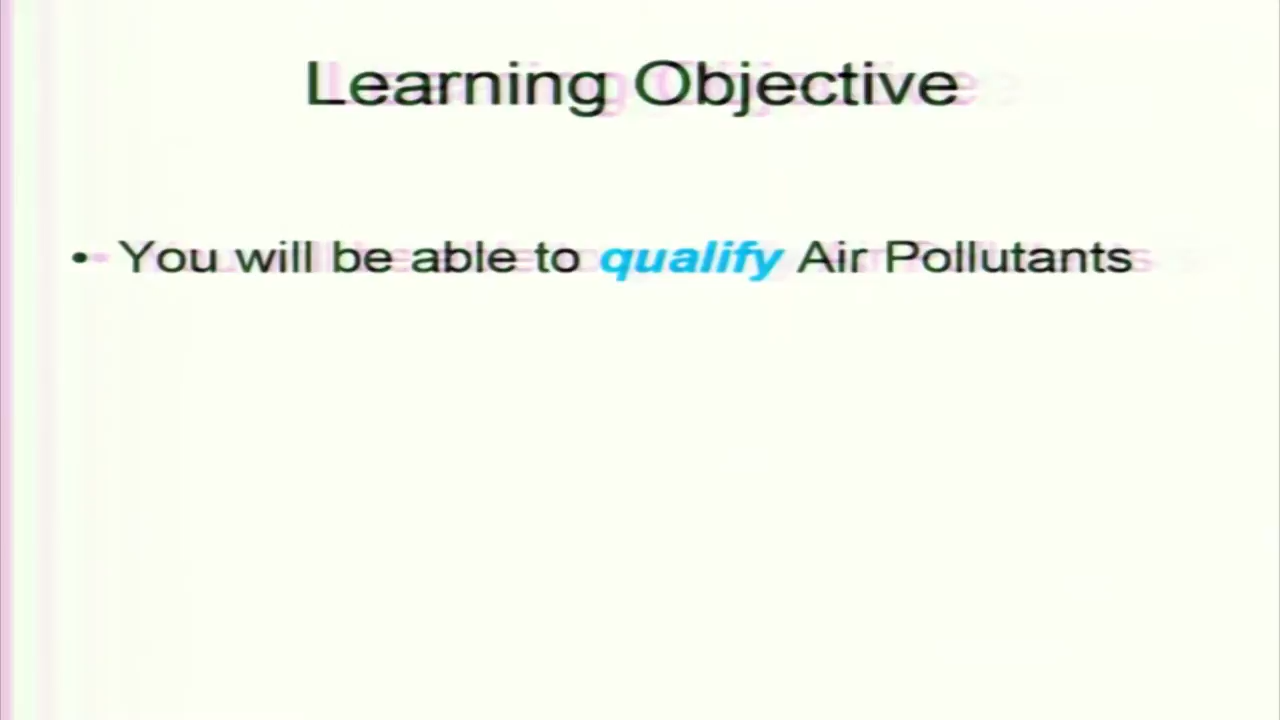 Learning Objective
• You will be able to qualify Air Pollutants